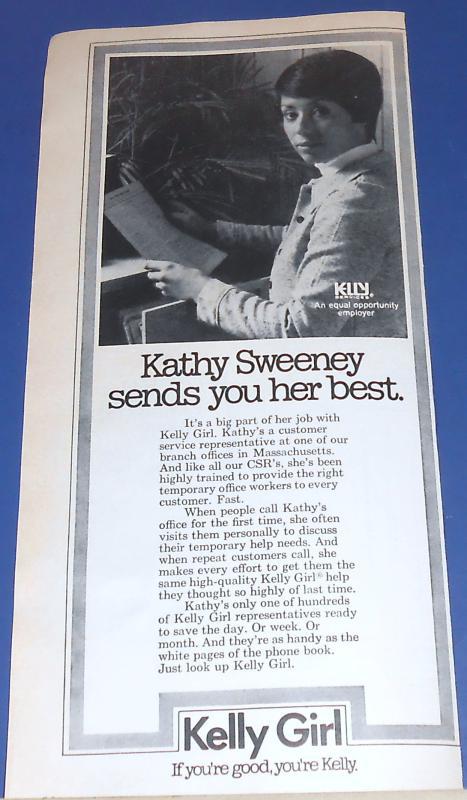 KELLY
SERVICES®
An equal opportunity
employer
Kathy Sweeney
sends you her best.
It's a big part of her job with
Kelly Girl. Kathy's a customer
service representative at one of our
branch offices in Massachusetts.
And like all our CSR's, she's been
highly trained to provide the right
temporary office workers to every
customer. Fast.
When people call Kathy's
office for the first time, she often
visits them personally to discuss
their temporary help needs. And
when repeat customers call, she
makes every effort to get them the
same high-quality Kelly Girl® help
they thought so highly of last time.
Kathy's only one of hundreds
of Kelly Girl representatives ready
to save the day. Or week. Or
month. And they're as handy as the
white pages of the phone book.
Just look up Kelly Girl.
Kelly Girl
If you're good, you're Kelly.